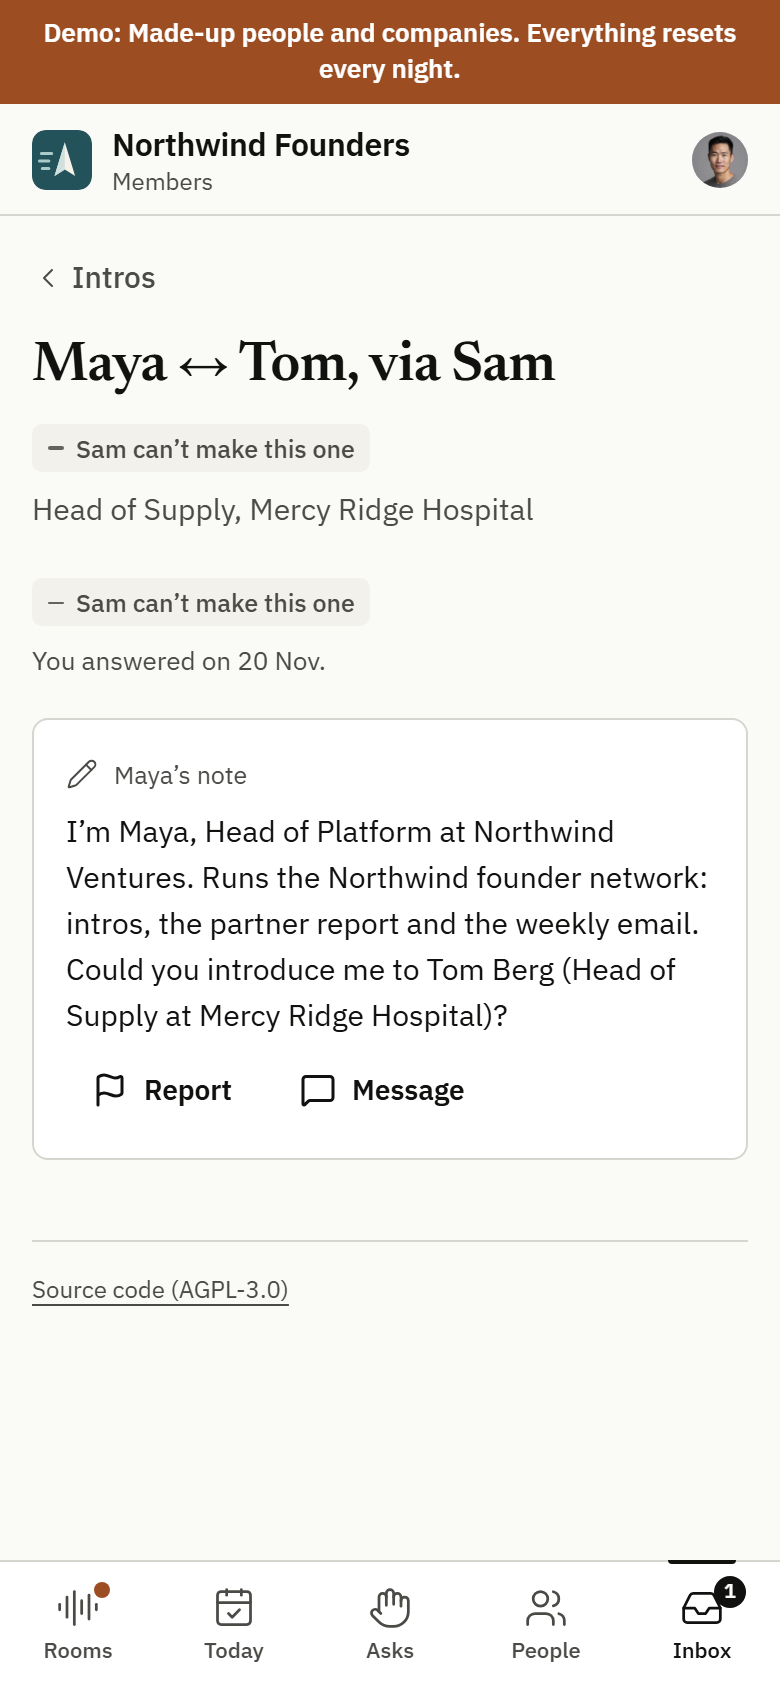 Demo: Made-up people and companies. Everything resets
every night.
Northwind Founders
Members
Intros
Maya ↔ Tom, via Sam
Sam can’t make this one
Head of Supply, Mercy Ridge Hospital
Sam can’t make this one
You answered on 20 Nov.
Maya’s note
I’m Maya, Head of Platform at Northwind
Ventures. Runs the Northwind founder network:
intros, the partner report and the weekly email.
Could you introduce me to Tom Berg (Head of
Supply at Mercy Ridge Hospital)?
Report Message
Source code (AGPL-3.0)
1
Rooms Today Asks People Inbox